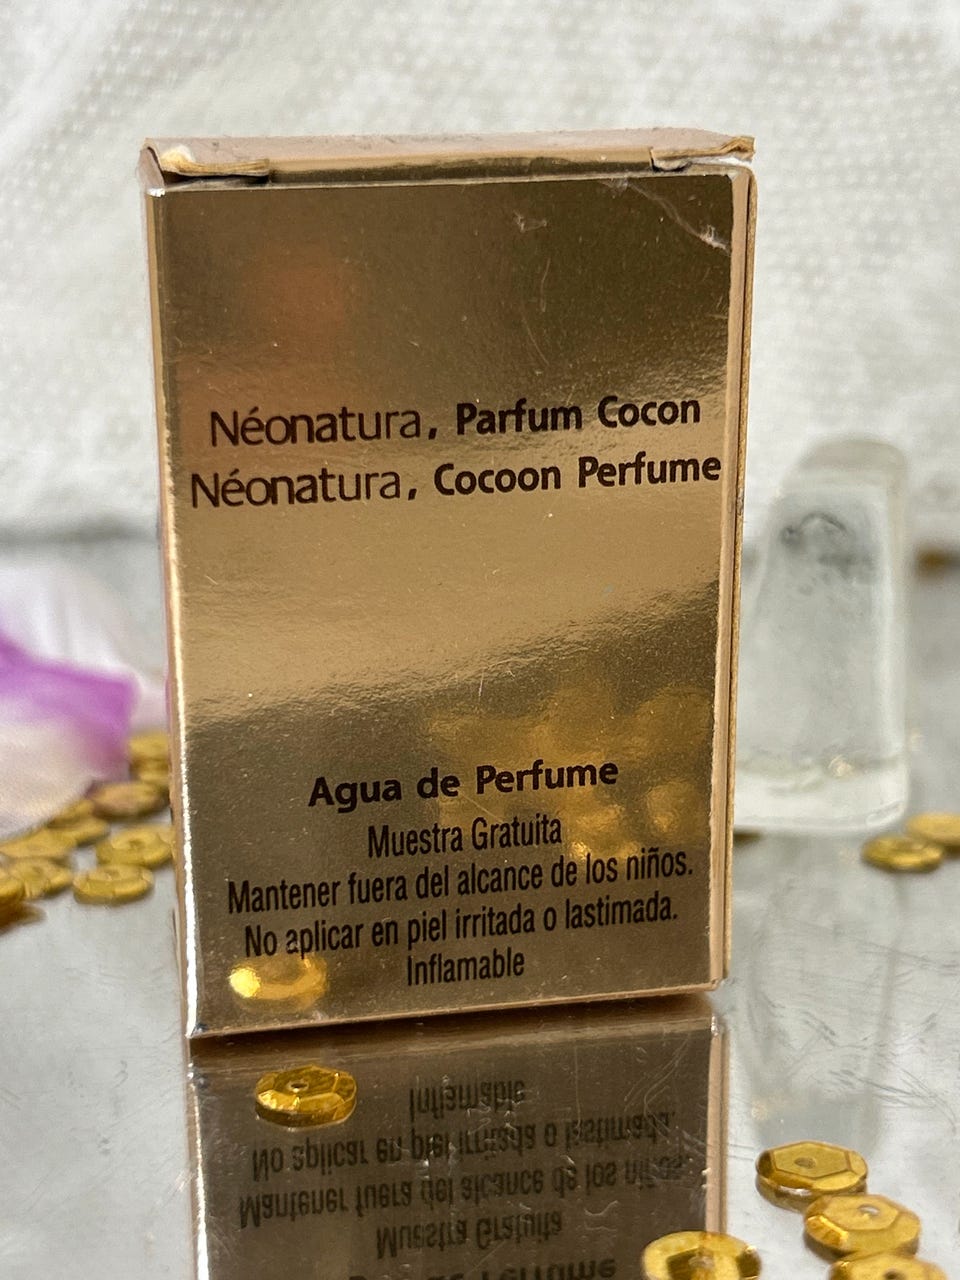 Néonatura, Parfum Cocon
Néonatura, Cocoon Perfume
Agua de Perfume
Muestra Gratuita
Mantener fuera del alcance de los niños.
No aplicar en piel irritada o lastimada.
Inflamable